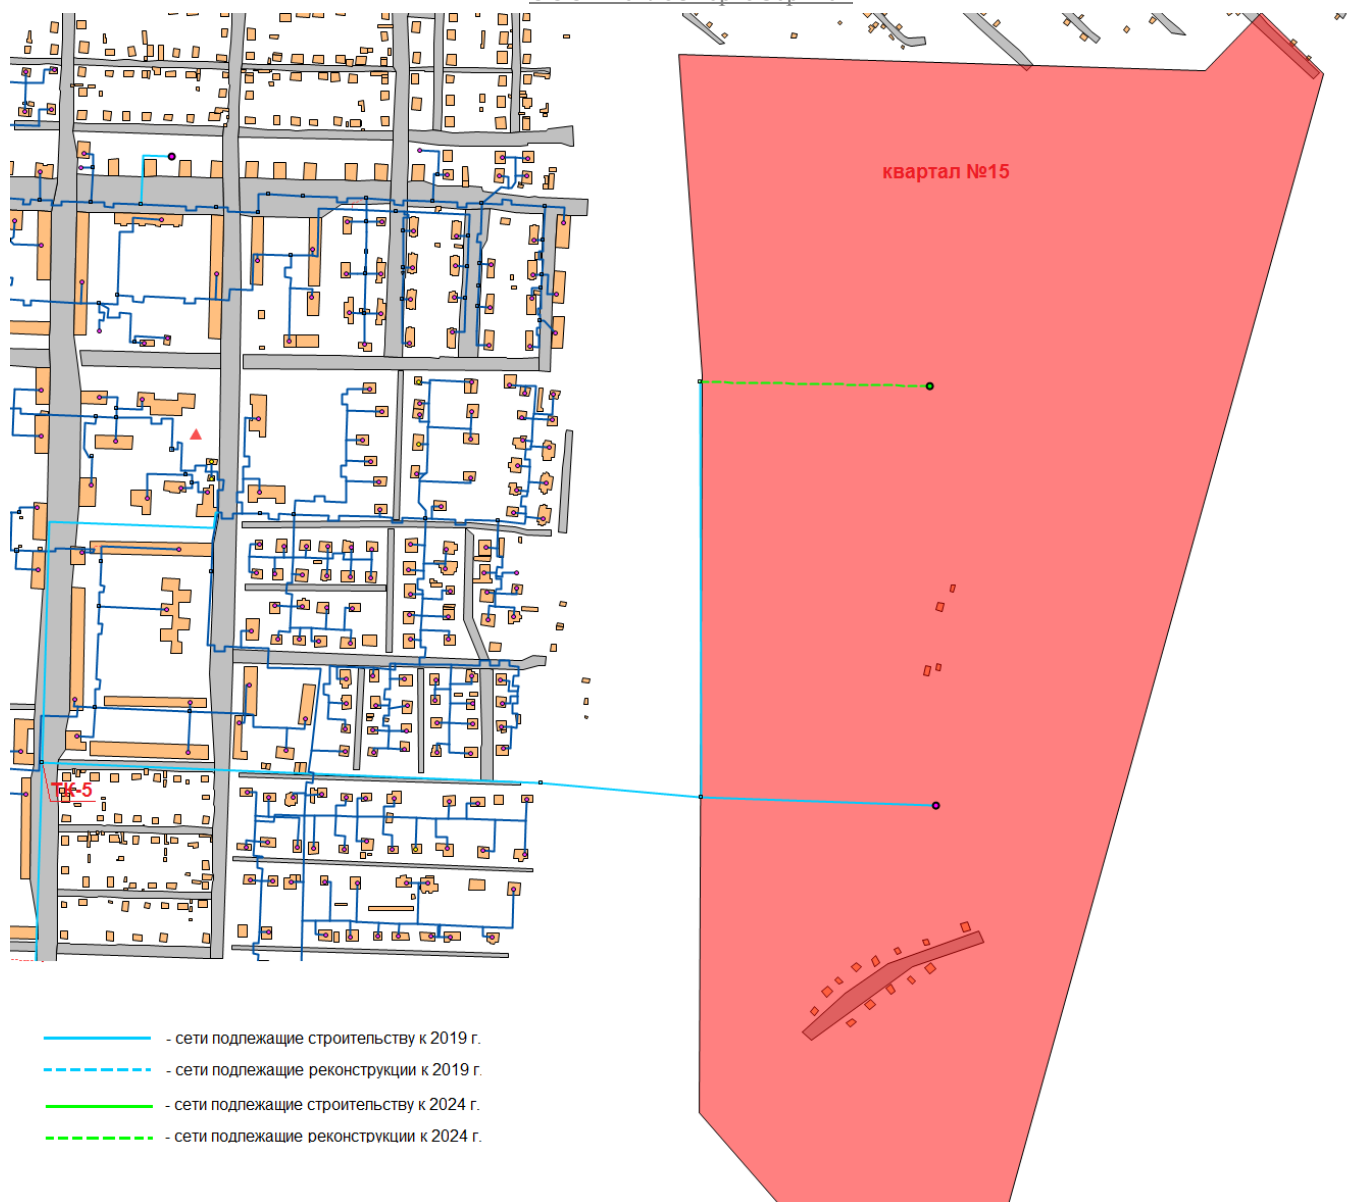 квартал №15
ТК-5
- сети подлежащие строительству к 2019 г.
- сети подлежащие реконструкции к 2019 г.
- сети подлежащие строительству к 2024 г.
- сети подлежащие реконструкции к 2024 г.